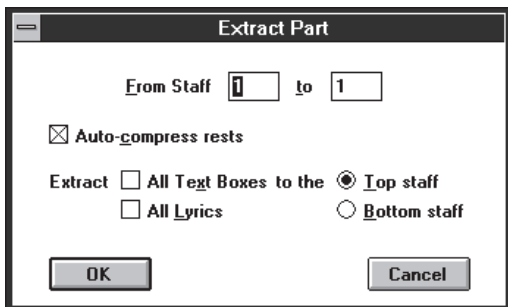 Extract Part
From Staff 1 to 1
Auto-compress rests
Extract All Text Boxes to the Top staff
All Lyrics Bottom staff
OK Cancel